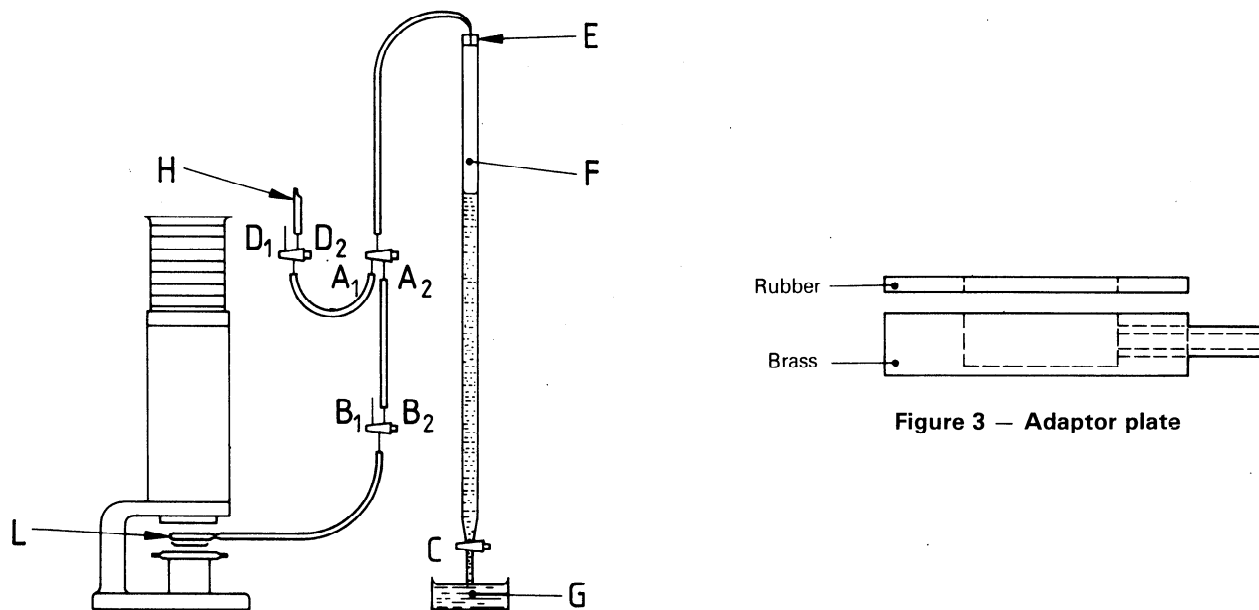 E
H
F
D₁ D₂
A₁ A₂
B₁ B₂
L
C
G
Rubber
Brass
Figure 3 — Adaptor plate